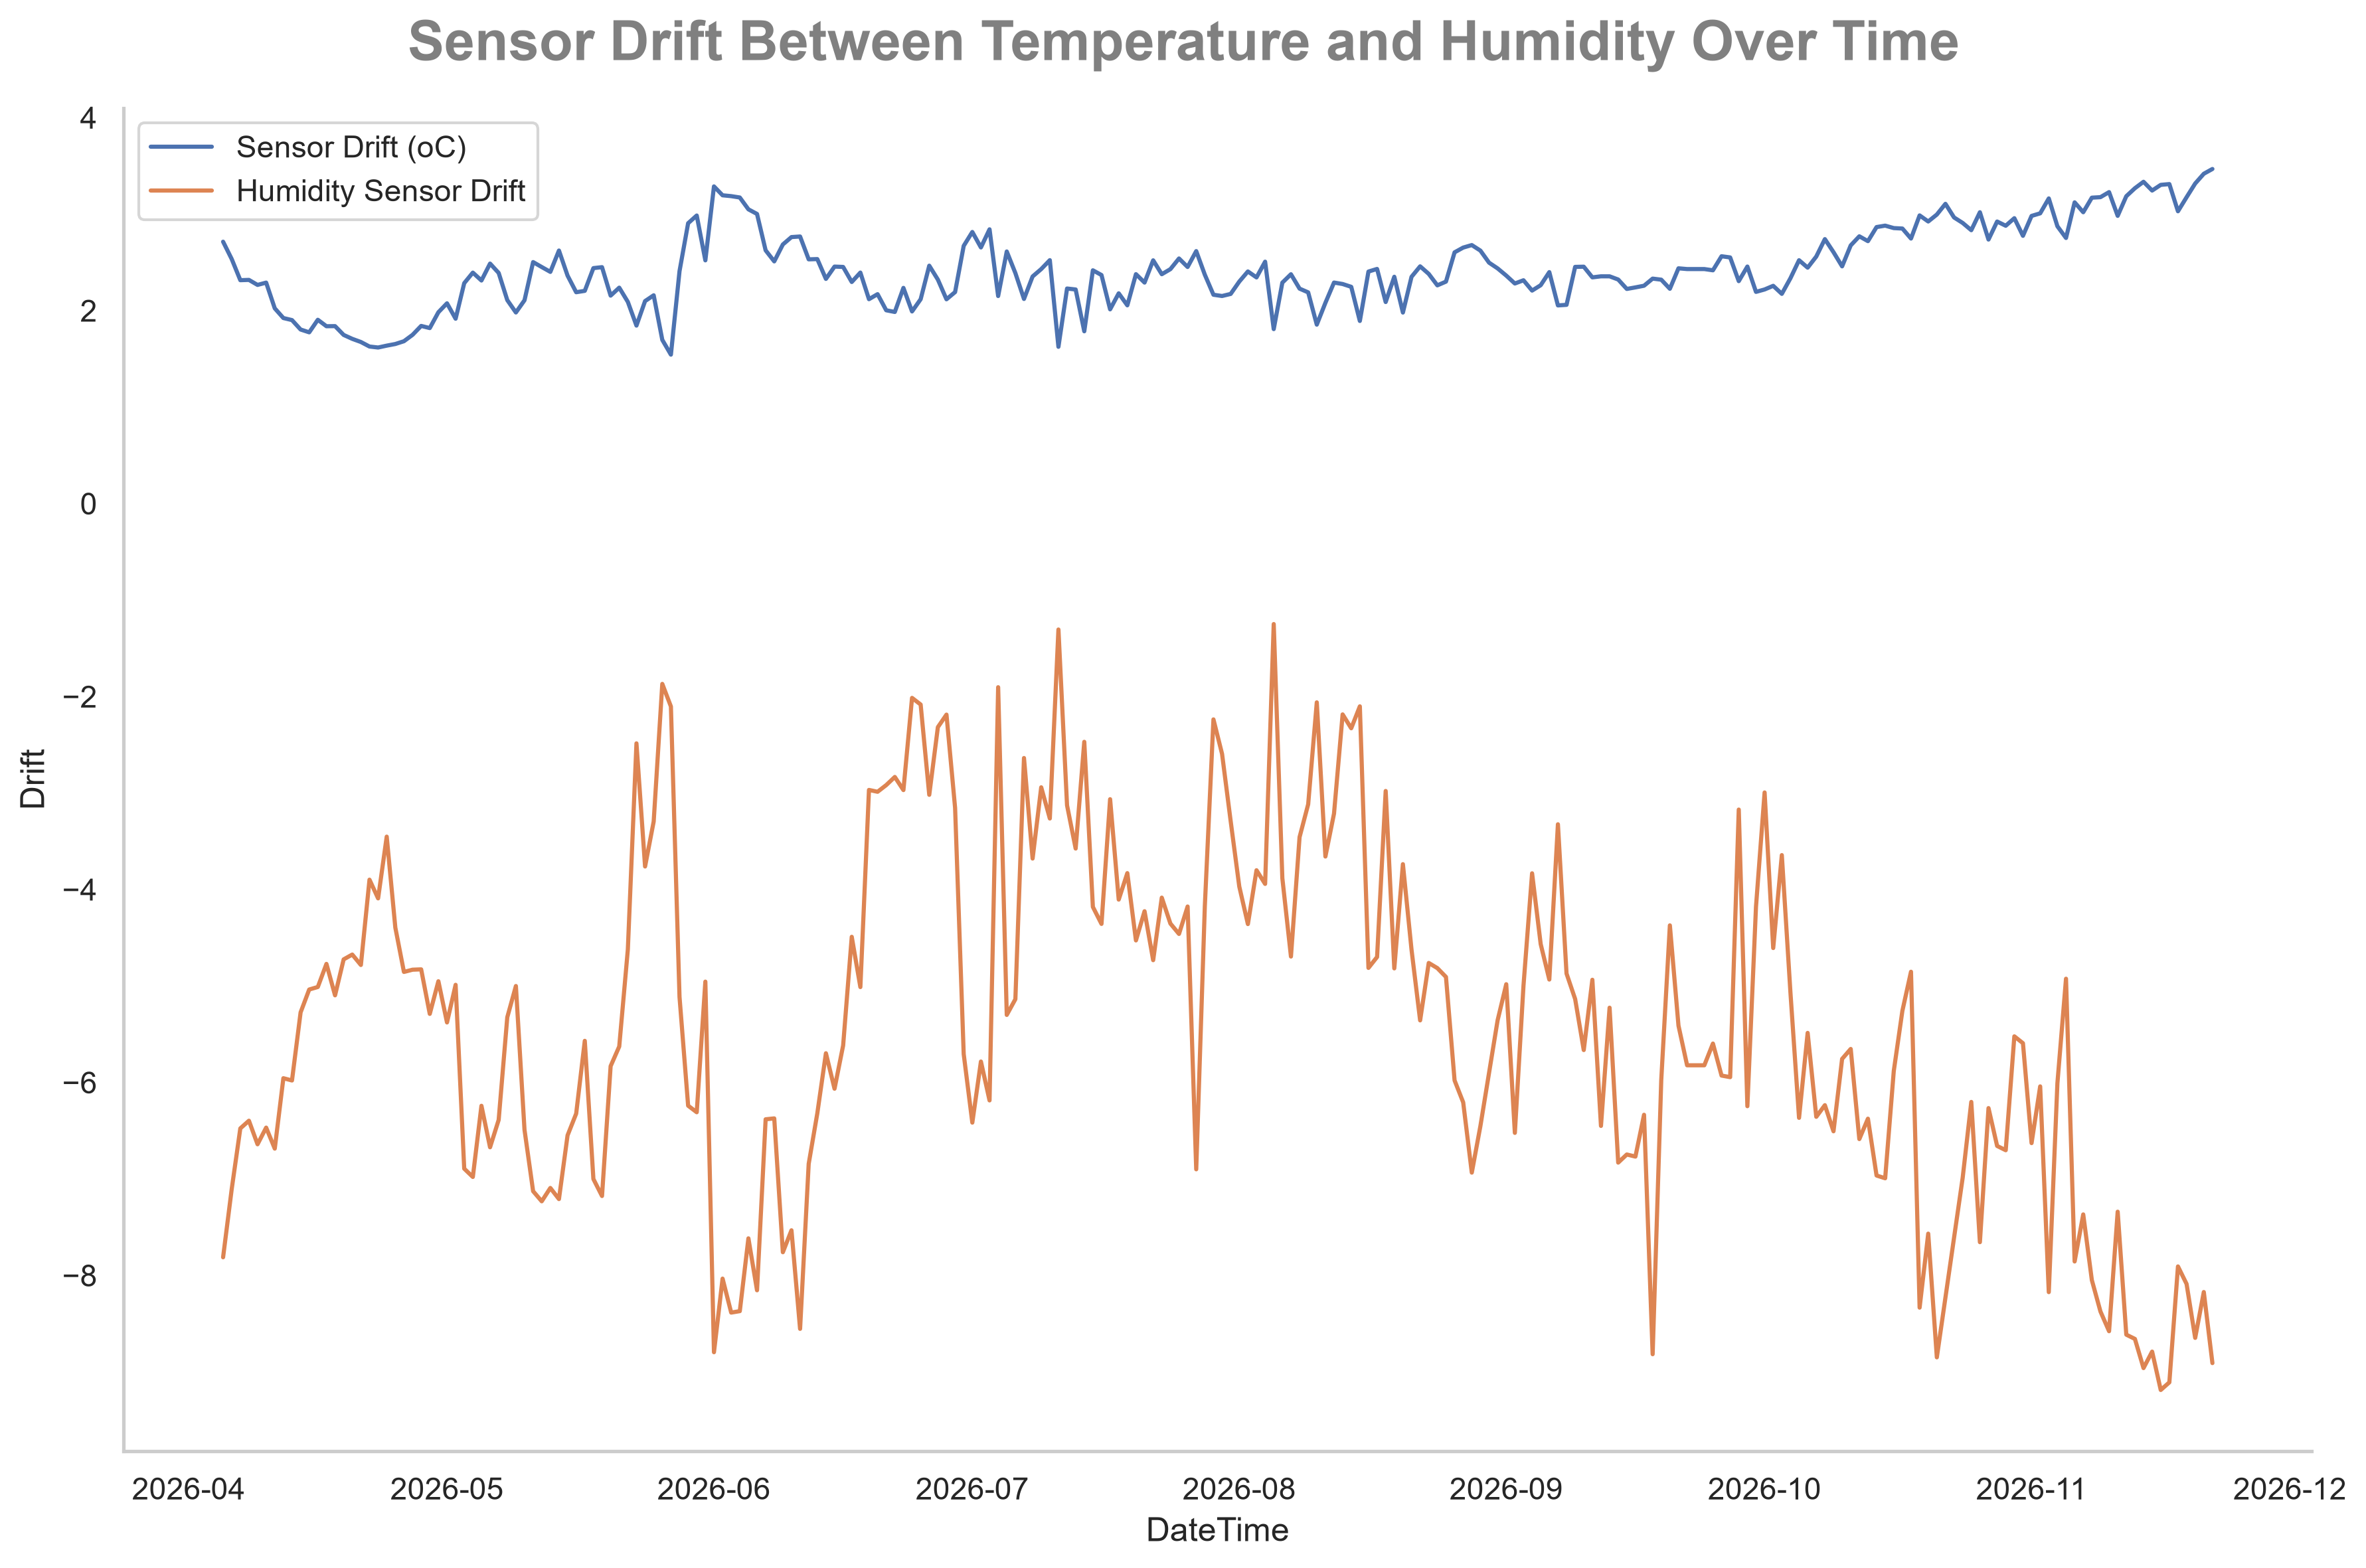 Sensor Drift Between Temperature and Humidity Over Time
4
Sensor Drift (oC)
Humidity Sensor Drift
2
0
−2
Drift
−4
−6
−8
2026-04 2026-05 2026-06 2026-07 2026-08 2026-09 2026-10 2026-11 2026-12
DateTime